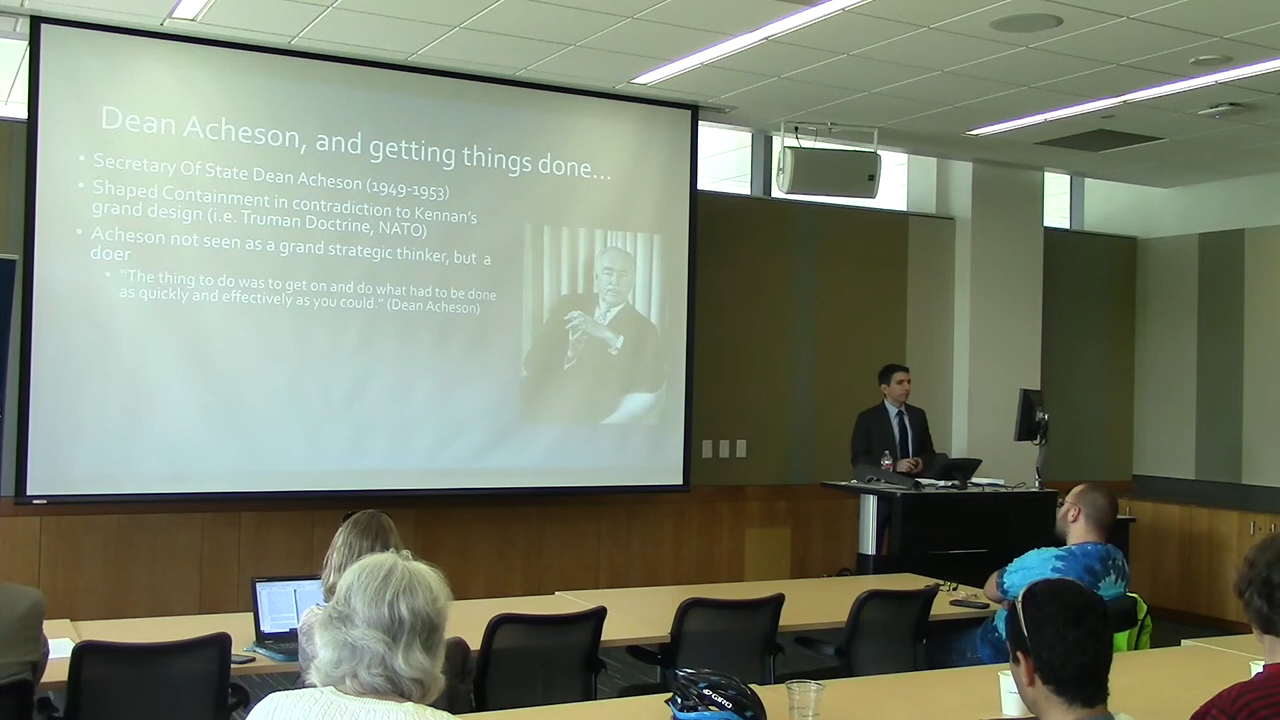 Dean Acheson, and getting things done...
• Secretary Of State Dean Acheson (1949-1953)
• Shaped Containment in contradiction to Kennan's
grand design (i.e. Truman Doctrine, NATO)
• Acheson not seen as a grand strategic thinker, but a
doer
• "The thing to do was to get on and do what had to be done
as quickly and effectively as you could." (Dean Acheson)
GIRO